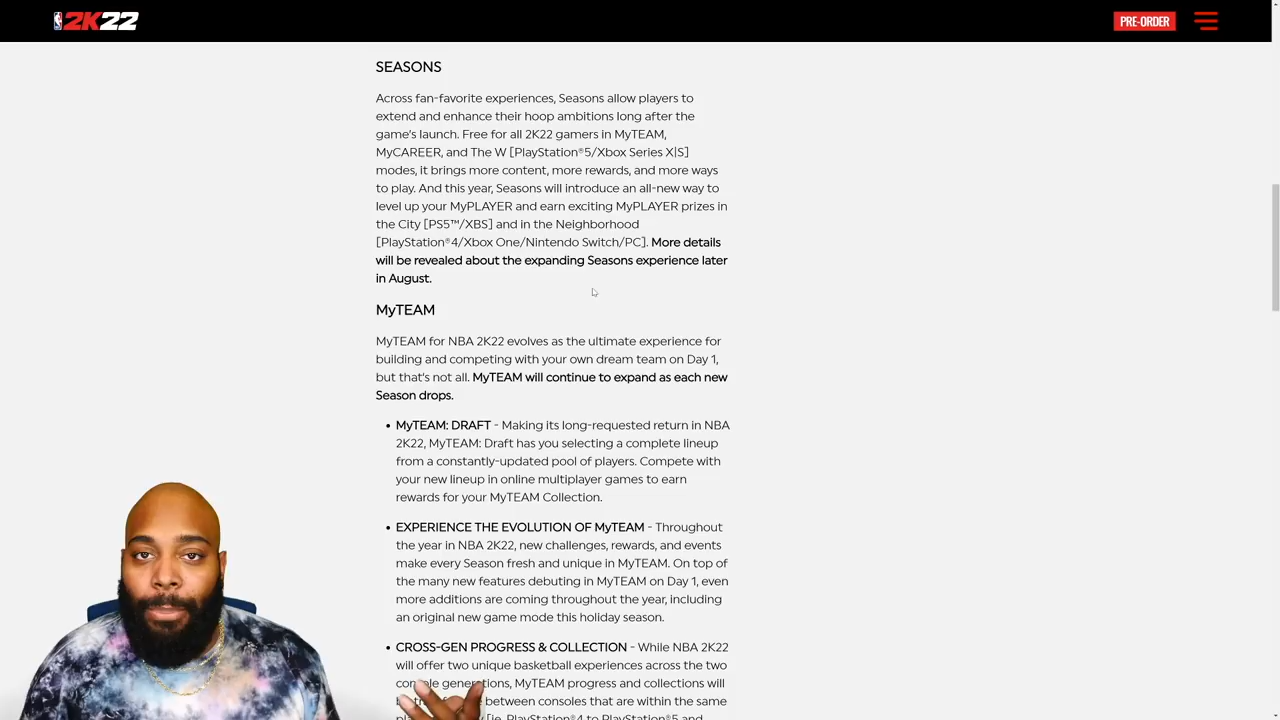 NBA 2K22
PRE-ORDER
SEASONS
Across fan-favorite experiences, Seasons allow players to
extend and enhance their hoop ambitions long after the
game's launch. Free for all 2K22 gamers in MyTEAM,
MyCAREER, and The W [PlayStation®5/Xbox Series X|S]
modes, it brings more content, more rewards, and more ways
to play. And this year, Seasons will introduce an all-new way to
level up your MyPLAYER and earn exciting MyPLAYER prizes in
the City [PS5™/XBS] and in the Neighborhood
[PlayStation®4/Xbox One/Nintendo Switch/PC]. More details
will be revealed about the expanding Seasons experience later
in August.
MyTEAM
MyTEAM for NBA 2K22 evolves as the ultimate experience for
building and competing with your own dream team on Day 1,
but that's not all. MyTEAM will continue to expand as each new
Season drops.
• MyTEAM: DRAFT - Making its long-requested return in NBA
2K22, MyTEAM: Draft has you selecting a complete lineup
from a constantly-updated pool of players. Compete with
your new lineup in online multiplayer games to earn
rewards for your MyTEAM Collection.
• EXPERIENCE THE EVOLUTION OF MyTEAM - Throughout
the year in NBA 2K22, new challenges, rewards, and events
make every Season fresh and unique in MyTEAM. On top of
the many new features debuting in MyTEAM on Day 1, even
more additions are coming throughout the year, including
an original new game mode this holiday season.
• CROSS-GEN PROGRESS & COLLECTION - While NBA 2K22
will offer two unique basketball experiences across the two
generations, MyTEAM progress and collections will
between consoles that are within the same
[ie. PlayStation®4 to PlayStation®5 and